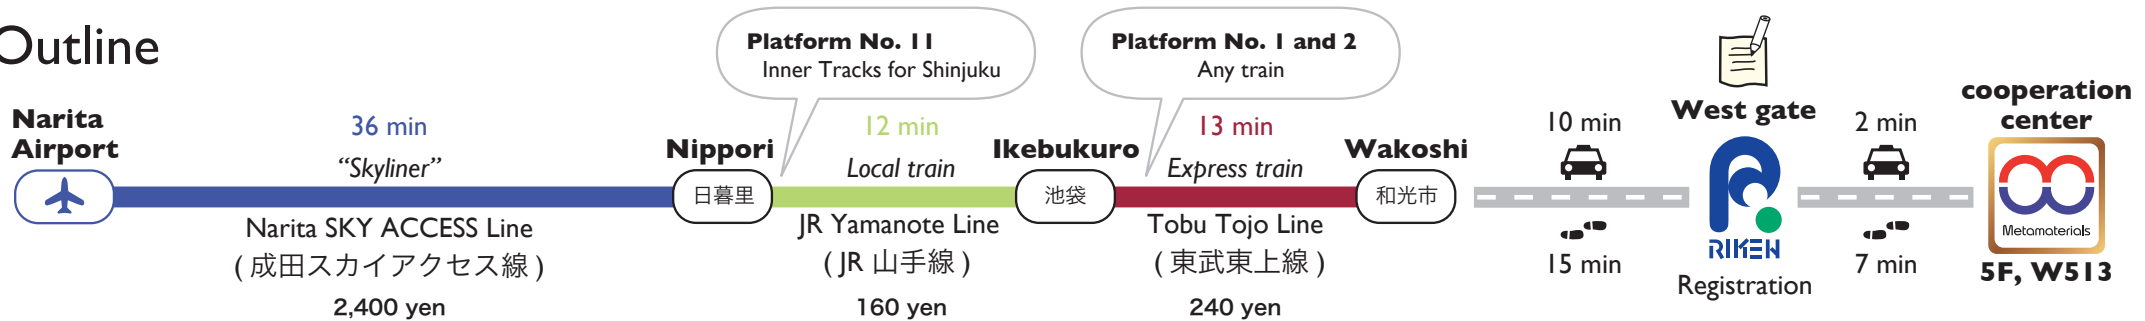 Outline
Narita
Airport
36 min
“Skyliner”
Narita SKY ACCESS Line
( 成田スカイアクセス線 )
2,400 yen
Nippori
日暮里
Platform No. 11
Inner Tracks for Shinjuku
12 min
Local train
JR Yamanote Line
( JR 山手線 )
160 yen
Ikebukuro
池袋
Platform No. 1 and 2
Any train
13 min
Express train
Tobu Tojo Line
( 東武東上線 )
240 yen
Wakoshi
和光市
10 min
15 min
West gate
RIKEN
Registration
2 min
7 min
cooperation
center
Metamaterials
5F, W513